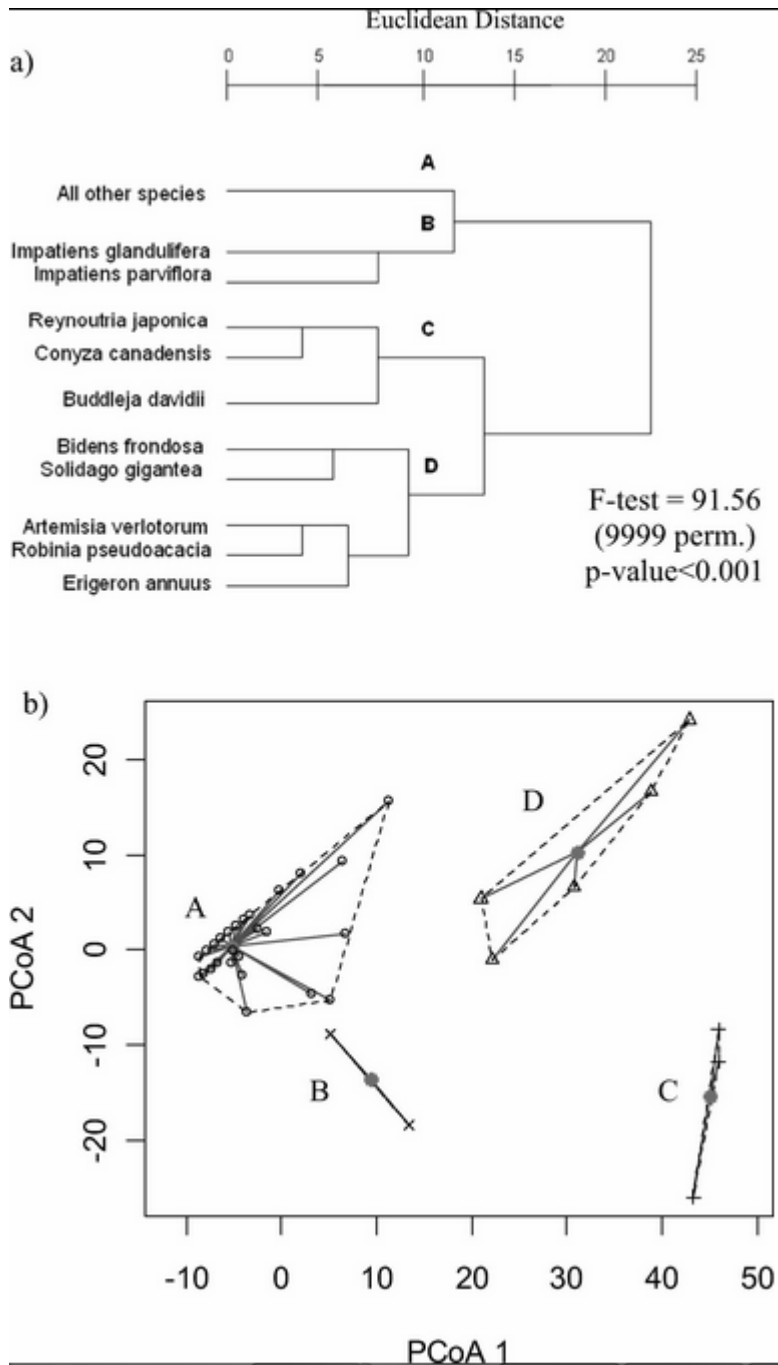 Euclidean Distance
a)
0 5 10 15 20 25
A
All other species
B
Impatiens glandulifera
Impatiens parviflora
Reynoutria japonica
C
Conyza canadensis
Buddleja davidii
Bidens frondosa
Solidago gigantea
D
Artemisia verlotorum
Robinia pseudoacacia
Erigeron annuus
F-test = 91.56
(9999 perm.)
p-value<0.001
b)
PCoA 2
20
10
0
-10
-20
A
B
C
D
-10 0 10 20 30 40 50
PCoA 1